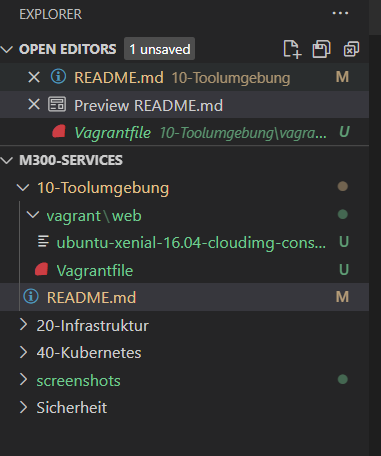 EXPLORER ...
OPEN EDITORS 1 unsaved
README.md 10-Toolumgebung M
Preview README.md
Vagrantfile 10-Toolumgebung\vagra... U
M300-SERVICES
10-Toolumgebung
vagrant\web
ubuntu-xenial-16.04-cloudimg-cons... U
Vagrantfile U
README.md M
20-Infrastruktur
40-Kubernetes
screenshots
Sicherheit